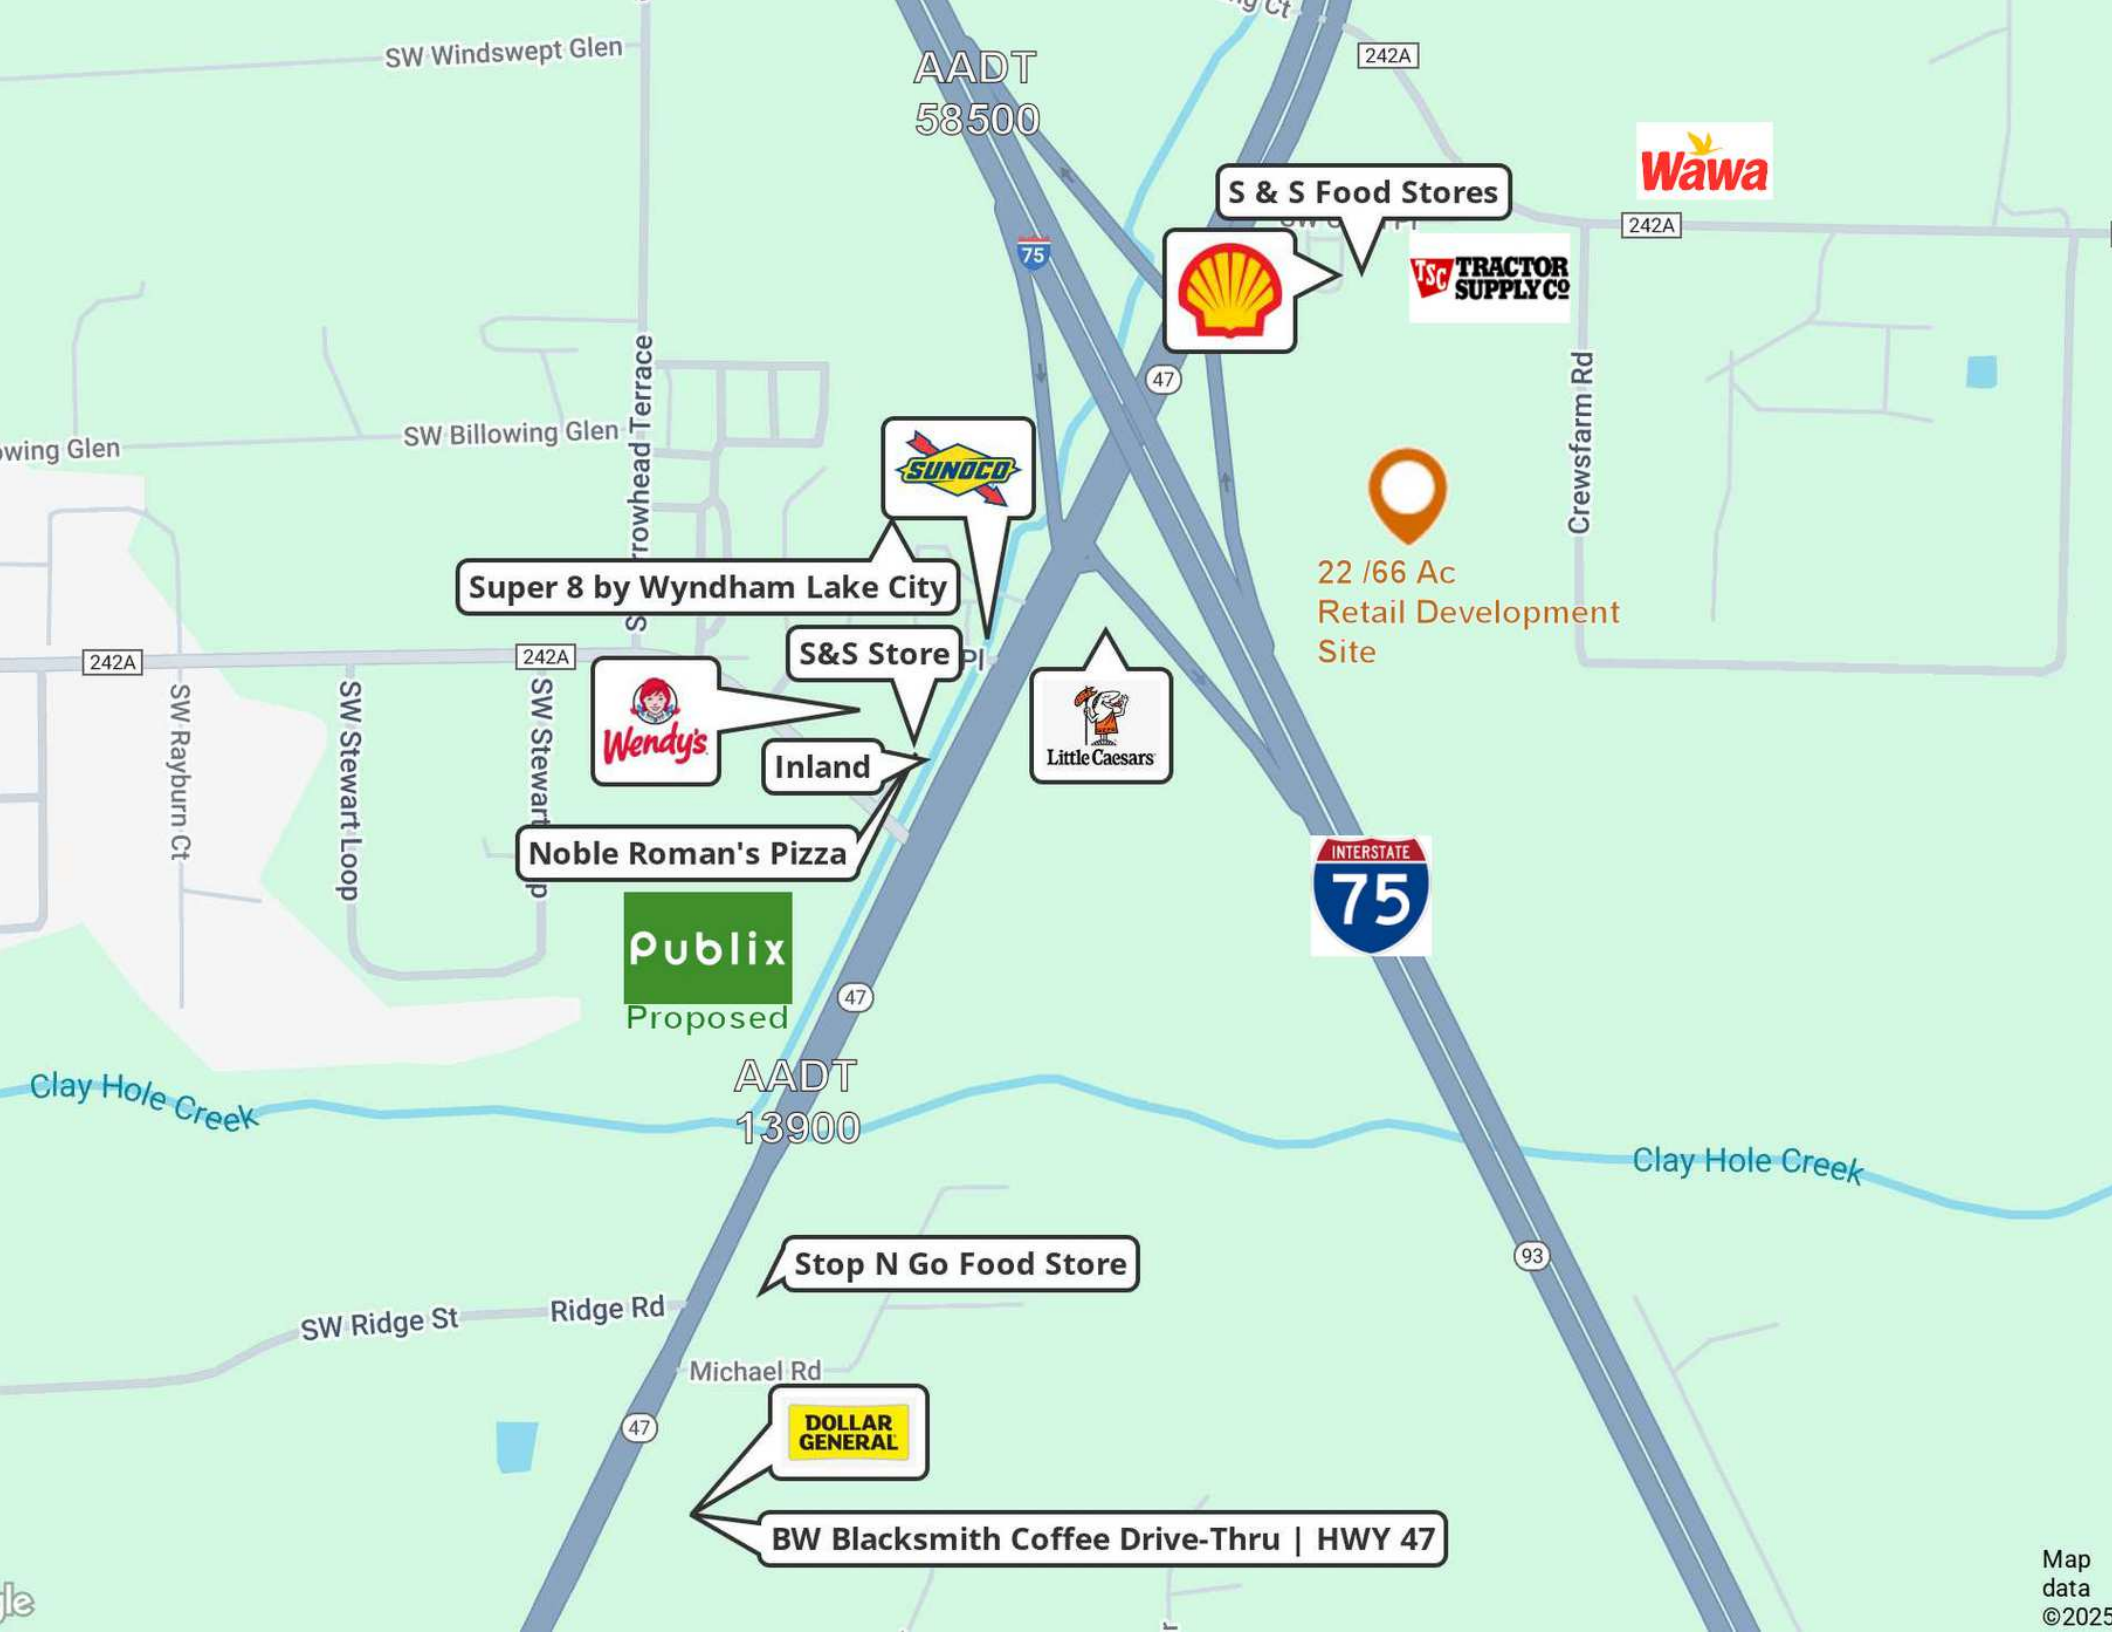 SW Windswept Glen
AADT
58500
242A
Wawa
S & S Food Stores
242A
75
TSC TRACTOR
SUPPLY CO
47
Crewsfarm Rd
owing Glen
SW Billowing Glen
rrowhead Terrace
SUNOCO
Super 8 by Wyndham Lake City
22 /66 Ac
Retail Development
Site
242A
242A
S&S Store
Pl
Wendy's
Inland
Little Caesars
SW Rayburn Ct
SW Stewart Loop
SW Stewart
p
Noble Roman's Pizza
INTERSTATE
75
Publix
Proposed
47
AADT
13900
Clay Hole Creek
Clay Hole Creek
Stop N Go Food Store
93
SW Ridge St
Ridge Rd
Michael Rd
47
DOLLAR
GENERAL
BW Blacksmith Coffee Drive-Thru | HWY 47
Map
data
©2025
gle